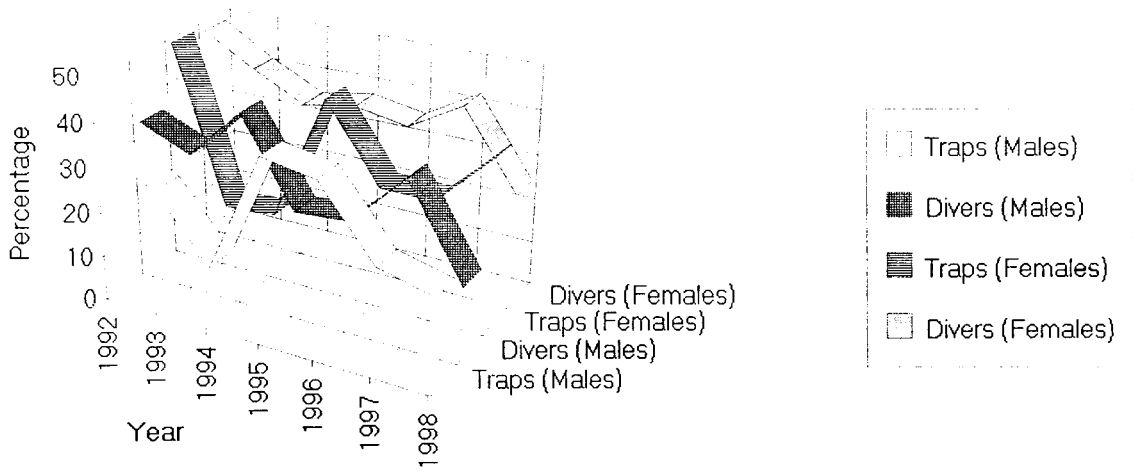 50
40
30
20
10
0
Percentage
1992
1993
1994
1995
1996
1997
1998
Year
Divers (Females)
Traps (Females)
Divers (Males)
Traps (Males)
Traps (Males)
Divers (Males)
Traps (Females)
Divers (Females)